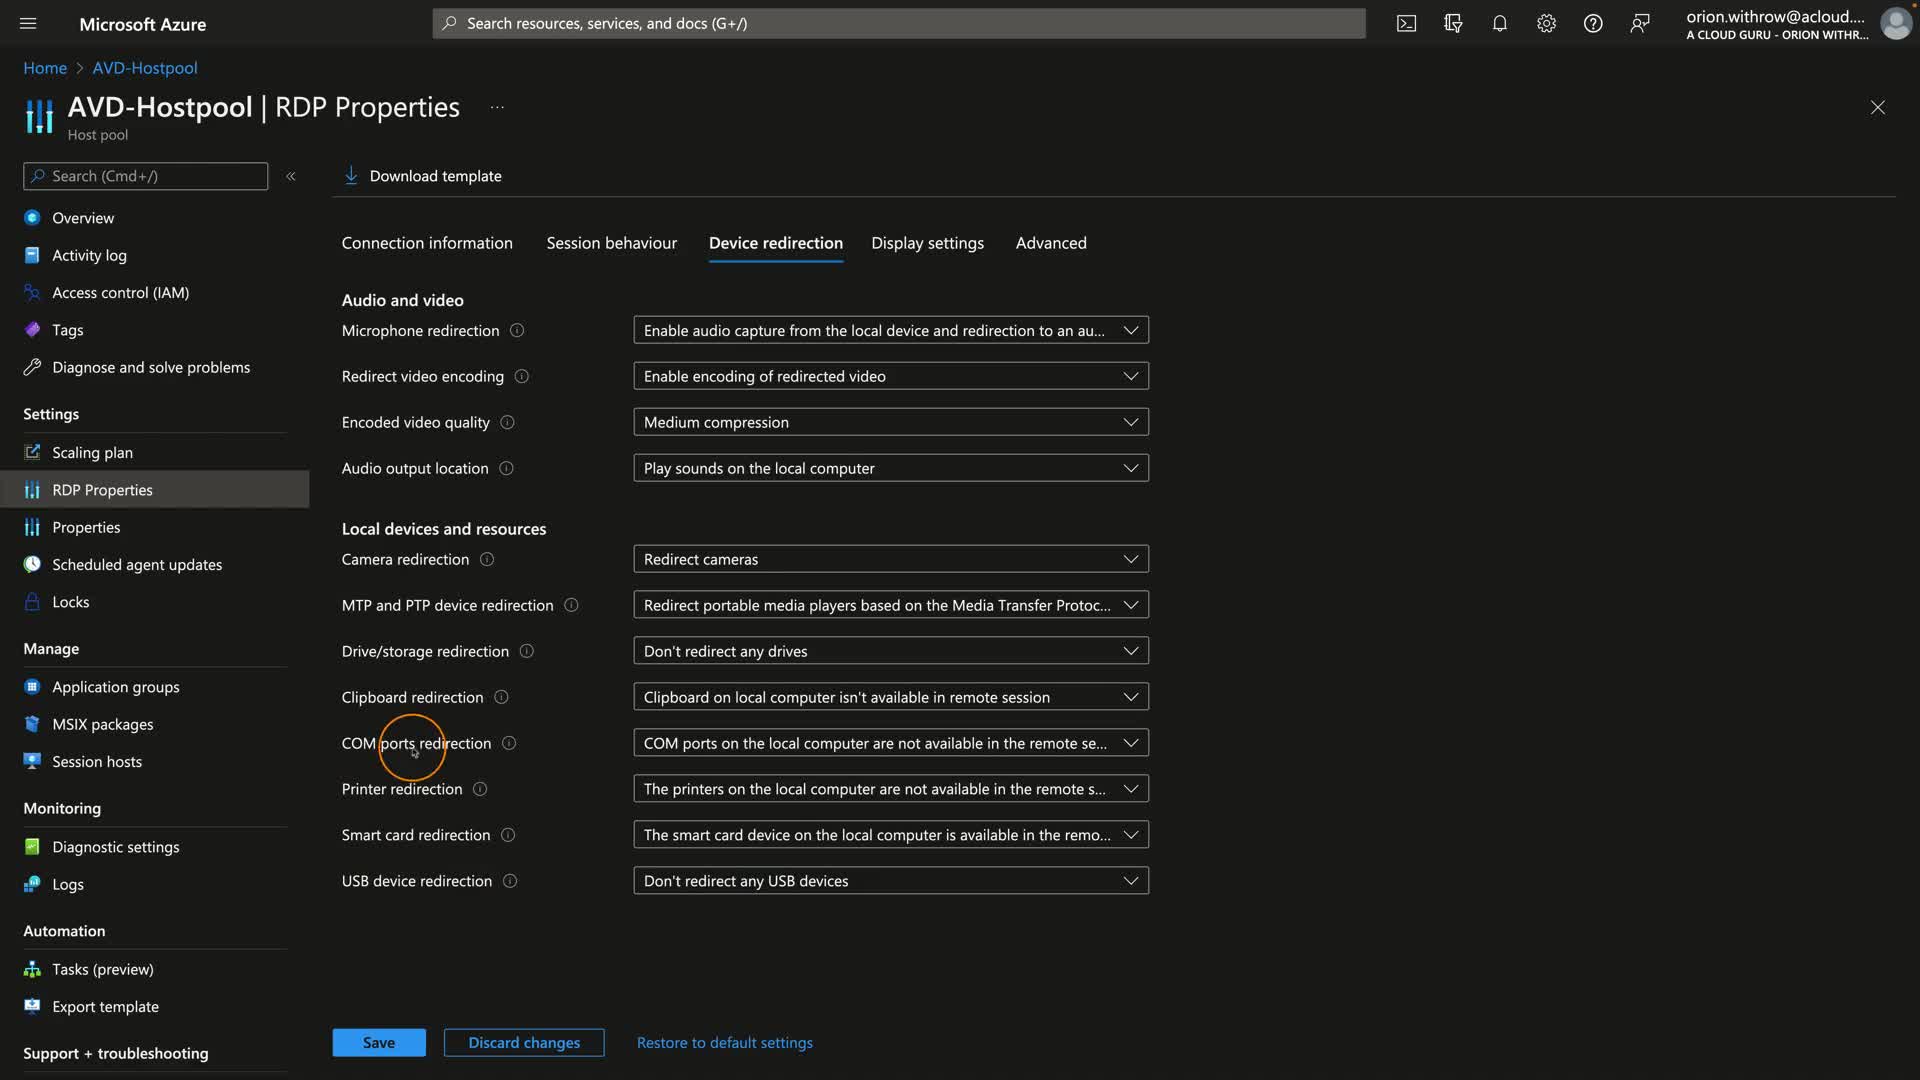 Microsoft Azure
Search resources, services, and docs (G+/)
orion.withrow@acloud....
A CLOUD GURU - ORION WITHR...
Home > AVD-Hostpool
AVD-Hostpool | RDP Properties ...
Host pool
Search (Cmd+/)
«
Overview
Activity log
Access control (IAM)
Tags
Diagnose and solve problems
Settings
Scaling plan
RDP Properties
Properties
Scheduled agent updates
Locks
Manage
Application groups
MSIX packages
Session hosts
Monitoring
Diagnostic settings
Logs
Automation
Tasks (preview)
Export template
Support + troubleshooting
Download template
Connection information Session behaviour Device redirection Display settings Advanced
Audio and video
Microphone redirection Enable audio capture from the local device and redirection to an au...
Redirect video encoding Enable encoding of redirected video
Encoded video quality Medium compression
Audio output location Play sounds on the local computer
Local devices and resources
Camera redirection Redirect cameras
MTP and PTP device redirection Redirect portable media players based on the Media Transfer Protoc...
Drive/storage redirection Don't redirect any drives
Clipboard redirection Clipboard on local computer isn't available in remote session
COM ports redirection COM ports on the local computer are not available in the remote se...
Printer redirection The printers on the local computer are not available in the remote s...
Smart card redirection The smart card device on the local computer is available in the remo...
USB device redirection Don't redirect any USB devices
Save Discard changes Restore to default settings